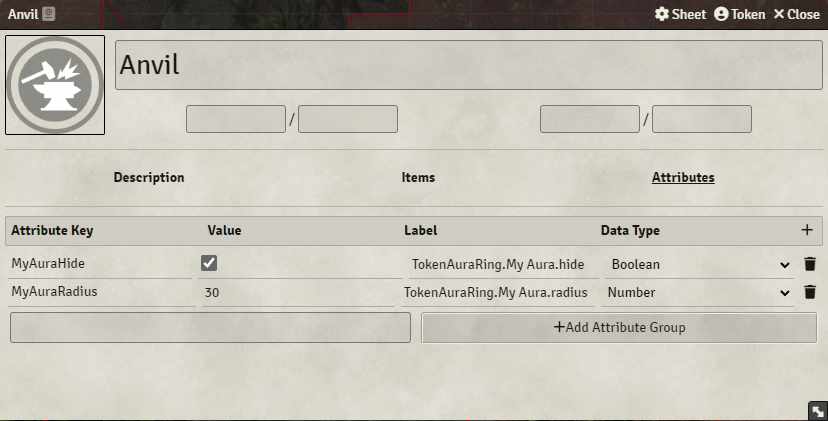 Anvil Sheet Token Close
Anvil
/ /
Description Items Attributes
Attribute Key Value Label Data Type +
MyAuraHide TokenAuraRing.My Aura.hide Boolean
MyAuraRadius 30 TokenAuraRing.My Aura.radius Number
+Add Attribute Group